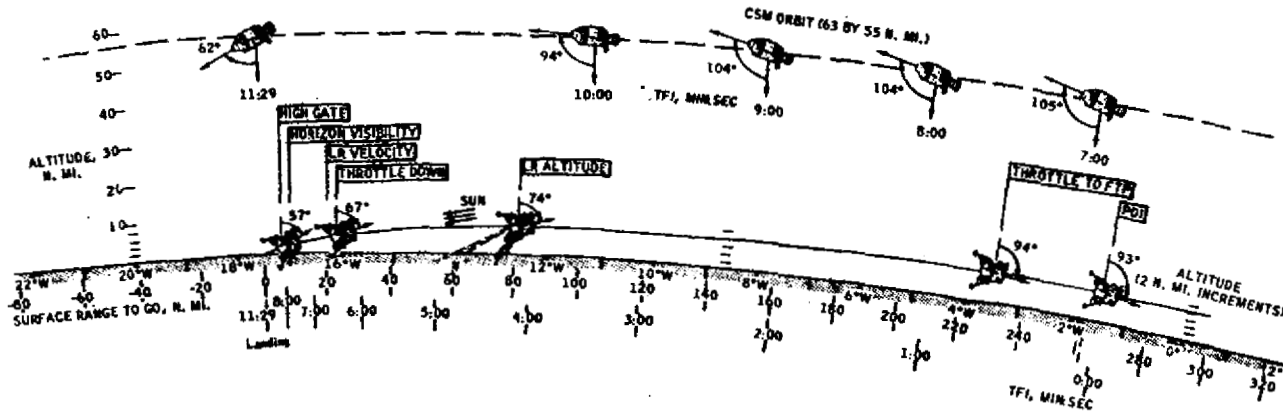 CSM ORBIT (63 BY 55 N. MI.)
60
50
40
30
20
10
ALTITUDE,
N. MI.
62°
11:29
94°
10:00
104°
9:00
104°
8:00
105°
7:00
TFI, MIN:SEC
HIGH GATE
HORIZON VISIBILITY
LR VELOCITY
THROTTLE DOWN
LR ALTITUDE
THROTTLE TO FTP
PDI
57°
67°
SUN
74°
94°
93°
ALTITUDE
(2 N. MI. INCREMENTS)
22°W
20°W
18°W
16°W
12°W
10°W
8°W
6°W
4°W
2°W
0°
2°
-80
-60
-40
-20
0
20
40
60
80
100
120
140
160
180
200
220
240
280
300
320
SURFACE RANGE TO GO, N. MI.
11:29
8:00
7:00
6:00
5:00
4:00
3:00
2:00
1:00
0:00
Landing
TFI, MIN:SEC